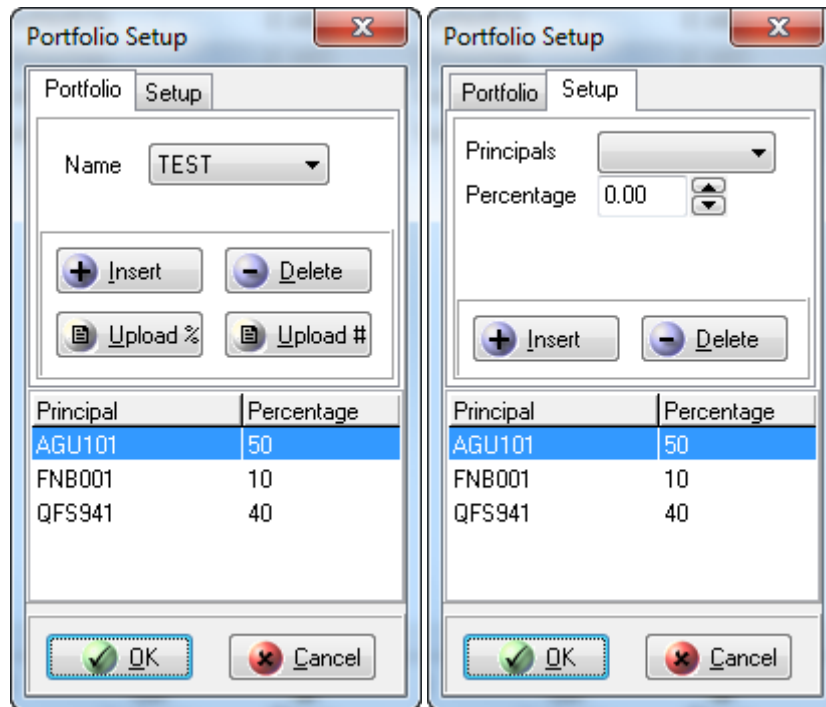 Portfolio Setup
Portfolio Setup
Name TEST
Insert Delete
Upload % Upload #
Principal Percentage
AGU101 50
FNB001 10
QFS941 40
OK Cancel
Portfolio Setup
Portfolio Setup
Principals
Percentage 0.00
Insert Delete
Principal Percentage
AGU101 50
FNB001 10
QFS941 40
OK Cancel